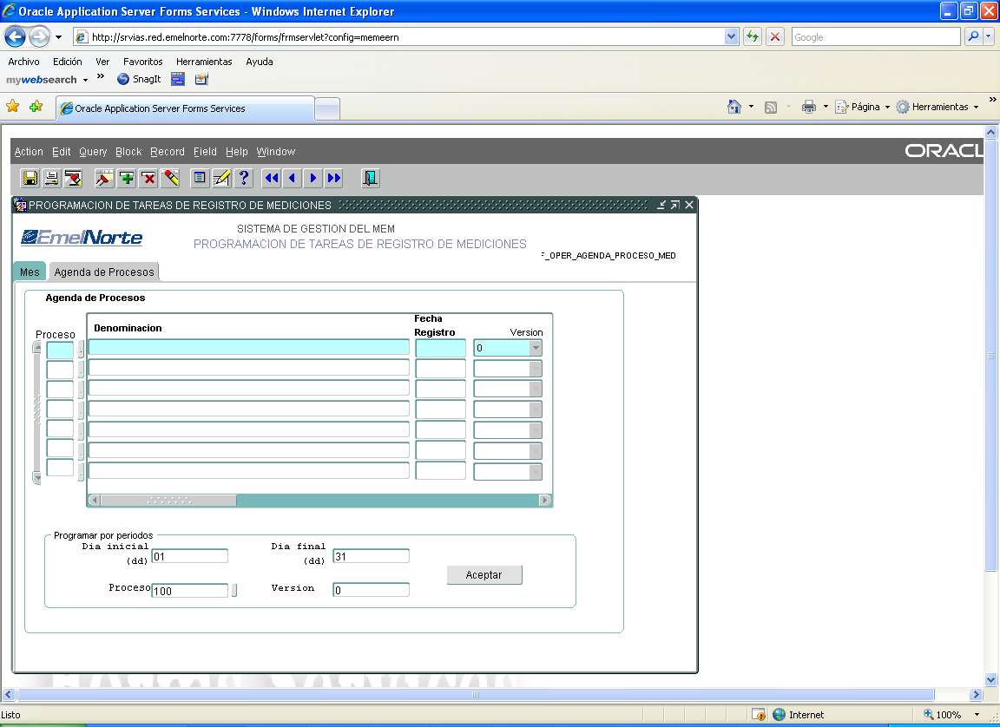 Oracle Application Server Forms Services - Windows Internet Explorer
http://srvias.red.emelnorte.com:7778/forms/frmservlet?config=memeern
Google
Archivo Edición Ver Favoritos Herramientas Ayuda
mywebsearch SnagIt
Oracle Application Server Forms Services
Página Herramientas
Action Edit Query Block Record Field Help Window
ORACL
PROGRAMACION DE TAREAS DE REGISTRO DE MEDICIONES
EmelNorte
SISTEMA DE GESTION DEL MEM
PROGRAMACION DE TAREAS DE REGISTRO DE MEDICIONES
F_OPER_AGENDA_PROCESO_MED
Mes Agenda de Procesos
Agenda de Procesos
Proceso Denominacion Fecha Registro Version
0
Programar por periodos
Dia inicial (dd) 01 Dia final (dd) 31
Aceptar
Proceso 100 Version 0
Listo Internet 100%